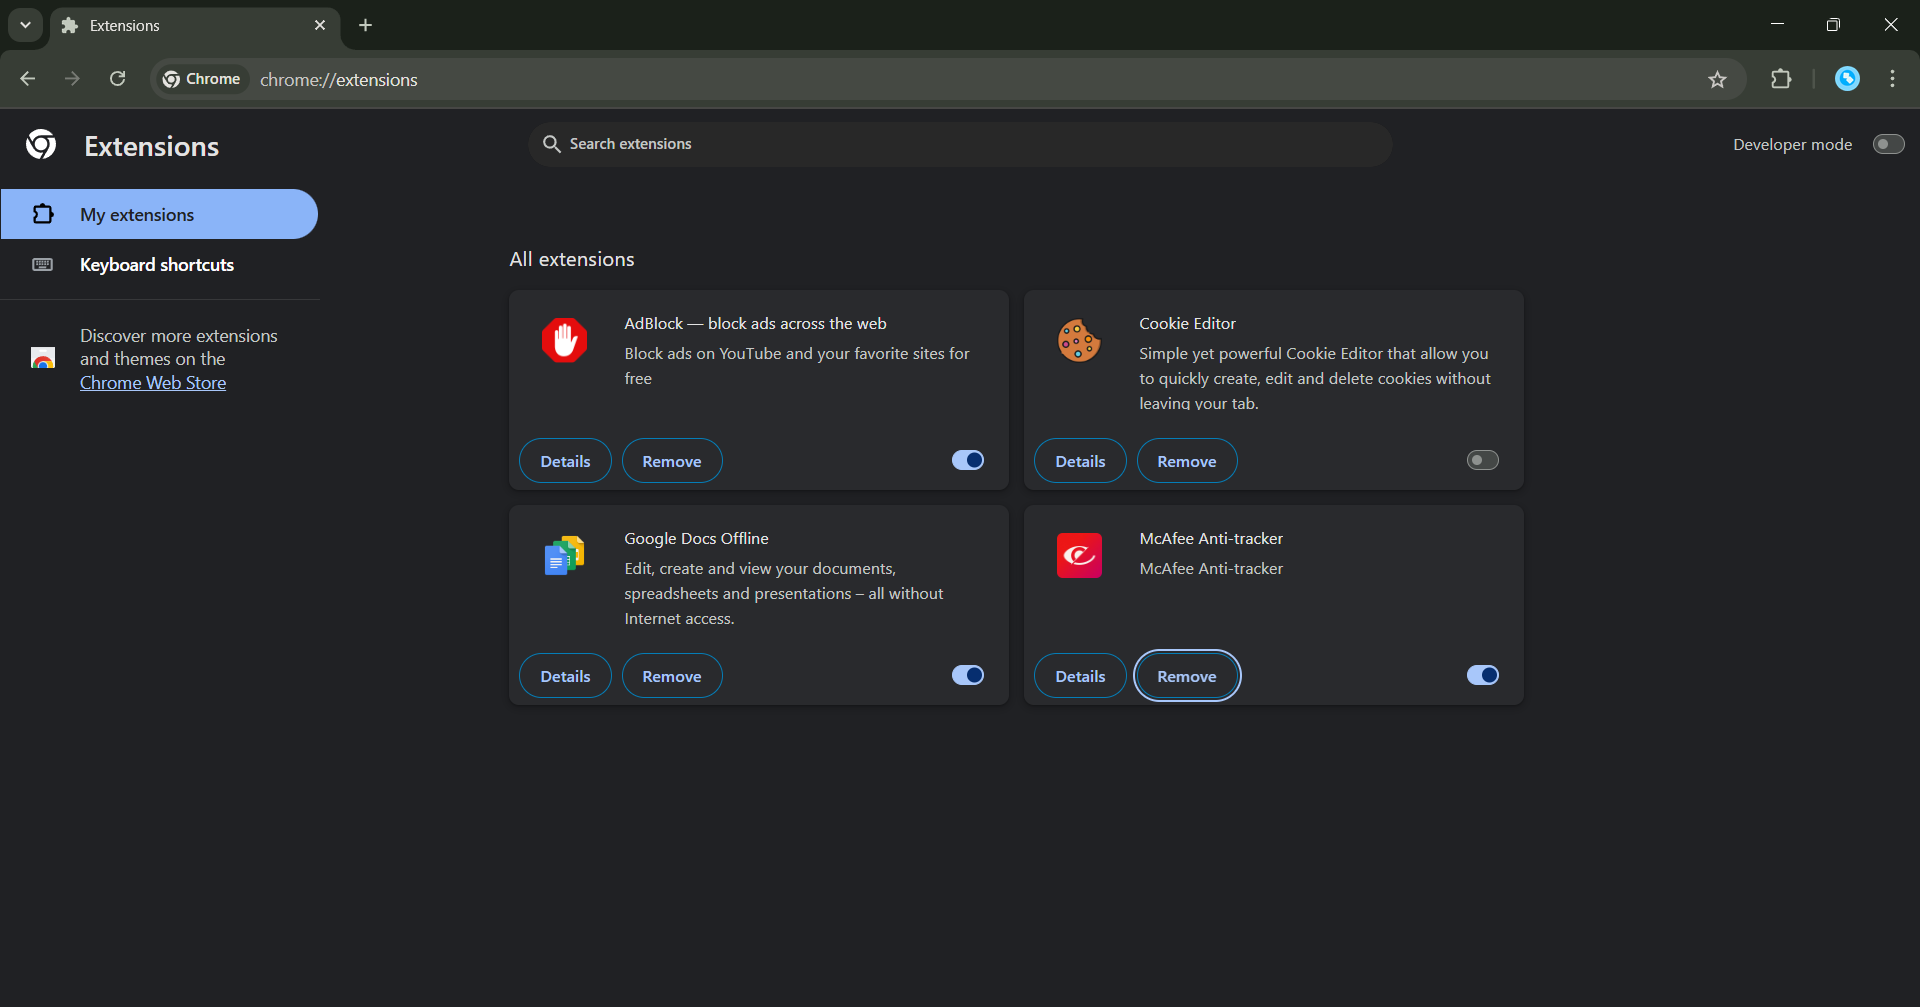 Extensions
Chrome
chrome://extensions
Extensions
Search extensions
Developer mode
My extensions
Keyboard shortcuts
Discover more extensions
and themes on the
Chrome Web Store
All extensions
AdBlock — block ads across the web
Block ads on YouTube and your favorite sites for
free
Details
Remove
Cookie Editor
Simple yet powerful Cookie Editor that allow you
to quickly create, edit and delete cookies without
leaving your tab.
Details
Remove
Google Docs Offline
Edit, create and view your documents,
spreadsheets and presentations – all without
Internet access.
Details
Remove
McAfee Anti-tracker
McAfee Anti-tracker
Details
Remove